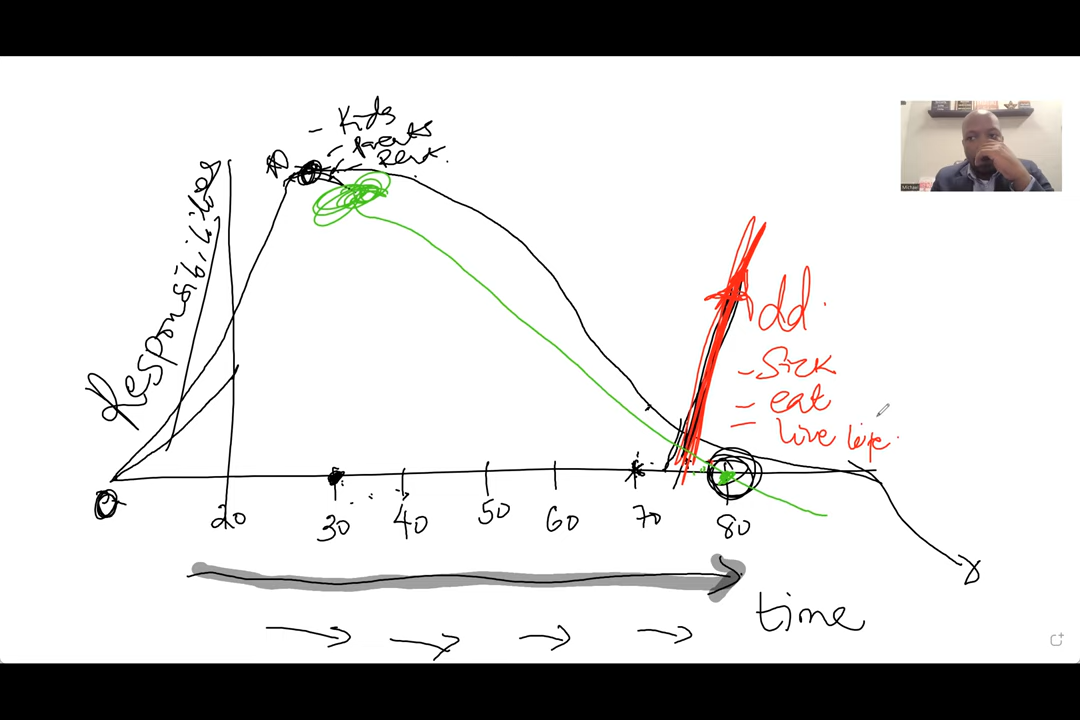 - Kids
- Parents
- Rent.
Responsibilities
Add.
- Sick
- eat
- live life.
0
20
30
40
50
60
70
80
time